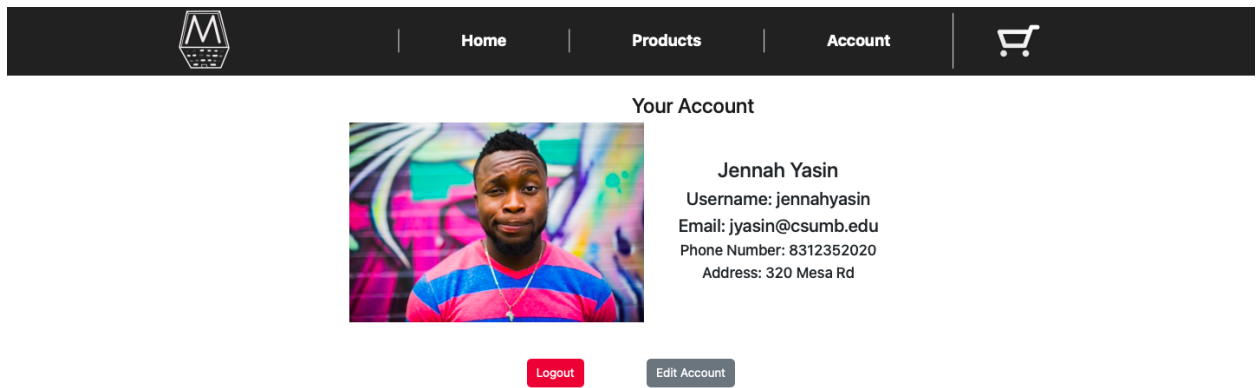 M
Home Products Account
Your Account
Jennah Yasin
Username: jennahyasin
Email: jyasin@csumb.edu
Phone Number: 8312352020
Address: 320 Mesa Rd
Logout Edit Account